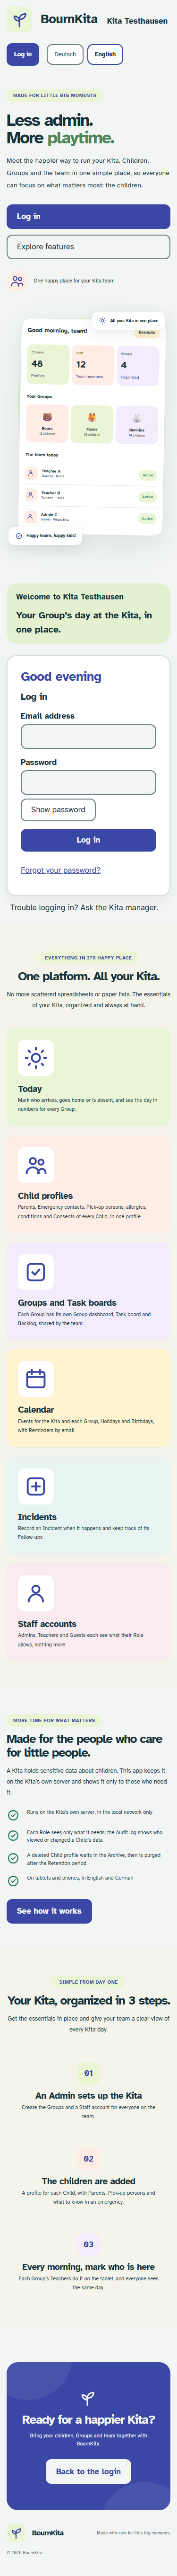 BournKita
Kita Testhausen
Log in
Deutsch
English
MADE FOR LITTLE BIG MOMENTS
Less admin.
More playtime.
Meet the happier way to run your Kita. Children,
Groups and the team in one simple place, so everyone
can focus on what matters most: the children.
Log in
Explore features
One happy place for your Kita team
All your Kita in one place
Good morning, team!
Example
Children
48
Profiles
Staff
12
Team members
Groups
4
Organized
Your Groups
Bears
Foxes
Bunnies
The team today
Teacher A
Active
Teacher B
Active
Admin C
Active
Happy teams, happy kids!
Welcome to Kita Testhausen
Your Group's day at the Kita, in
one place.
Good evening
Log in
Email address
Password
Show password
Log in
Forgot your password?
Trouble logging in? Ask the Kita manager.
EVERYTHING IN ITS HAPPY PLACE
One platform. All your Kita.
No more scattered spreadsheets or paper lists. The essentials
of your Kita, organized and always at hand.
Today
Mark who arrives, goes home or is absent, and see the day in
numbers for every Group.
Child profiles
Parents, Emergency contacts, Pick-up persons, allergies,
conditions and Consents of every Child, in one profile.
Groups and Task boards
Each Group has its own Group dashboard, Task board and
Backlog, shared by the team.
Calendar
Events for the Kita and each Group, Holidays and Birthdays,
with Reminders by email.
Incidents
Record an Incident when it happens and keep track of its
Follow-ups.
Staff accounts
Admins, Teachers and Guests each see what their Role
allows, nothing more.
MORE TIME FOR WHAT MATTERS
Made for the people who care
for little people.
A Kita holds sensitive data about children. This app keeps it
on the Kita's own server and shows it only to those who need
it.
Runs on the Kita's own server, in the local network only
Each Role sees only what it needs; the Audit log shows who
viewed or changed a Child's data
A deleted Child profile waits in the Archive, then is purged
after the Retention period
On tablets and phones, in English and German
See how it works
SIMPLE FROM DAY ONE
Your Kita, organized in 3 steps.
Get the essentials in place and give your team a clear view of
every Kita day.
01
An Admin sets up the Kita
Create the Groups and a Staff account for everyone on the
team.
02
The children are added
A profile for each Child, with Parents, Pick-up persons and
what to know in an emergency.
03
Every morning, mark who is here
Each Group's Teachers do it on the tablet, and everyone sees
the same day.
Ready for a happier Kita?
Bring your children, Groups and team together with
BournKita.
Back to the login
BournKita
Made with care for little big moments.
© 2026 BournKita